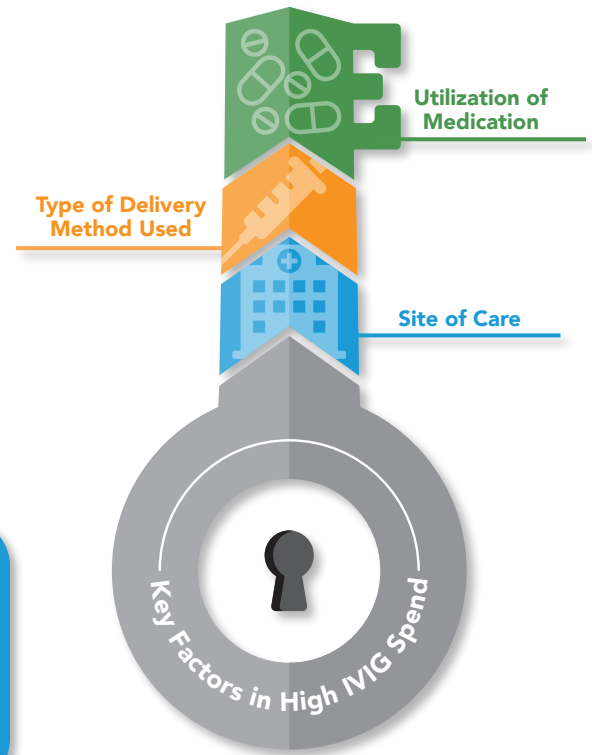 Utilization of
Medication
Type of Delivery
Method Used
Site of Care
Key Factors in High IVIG Spend